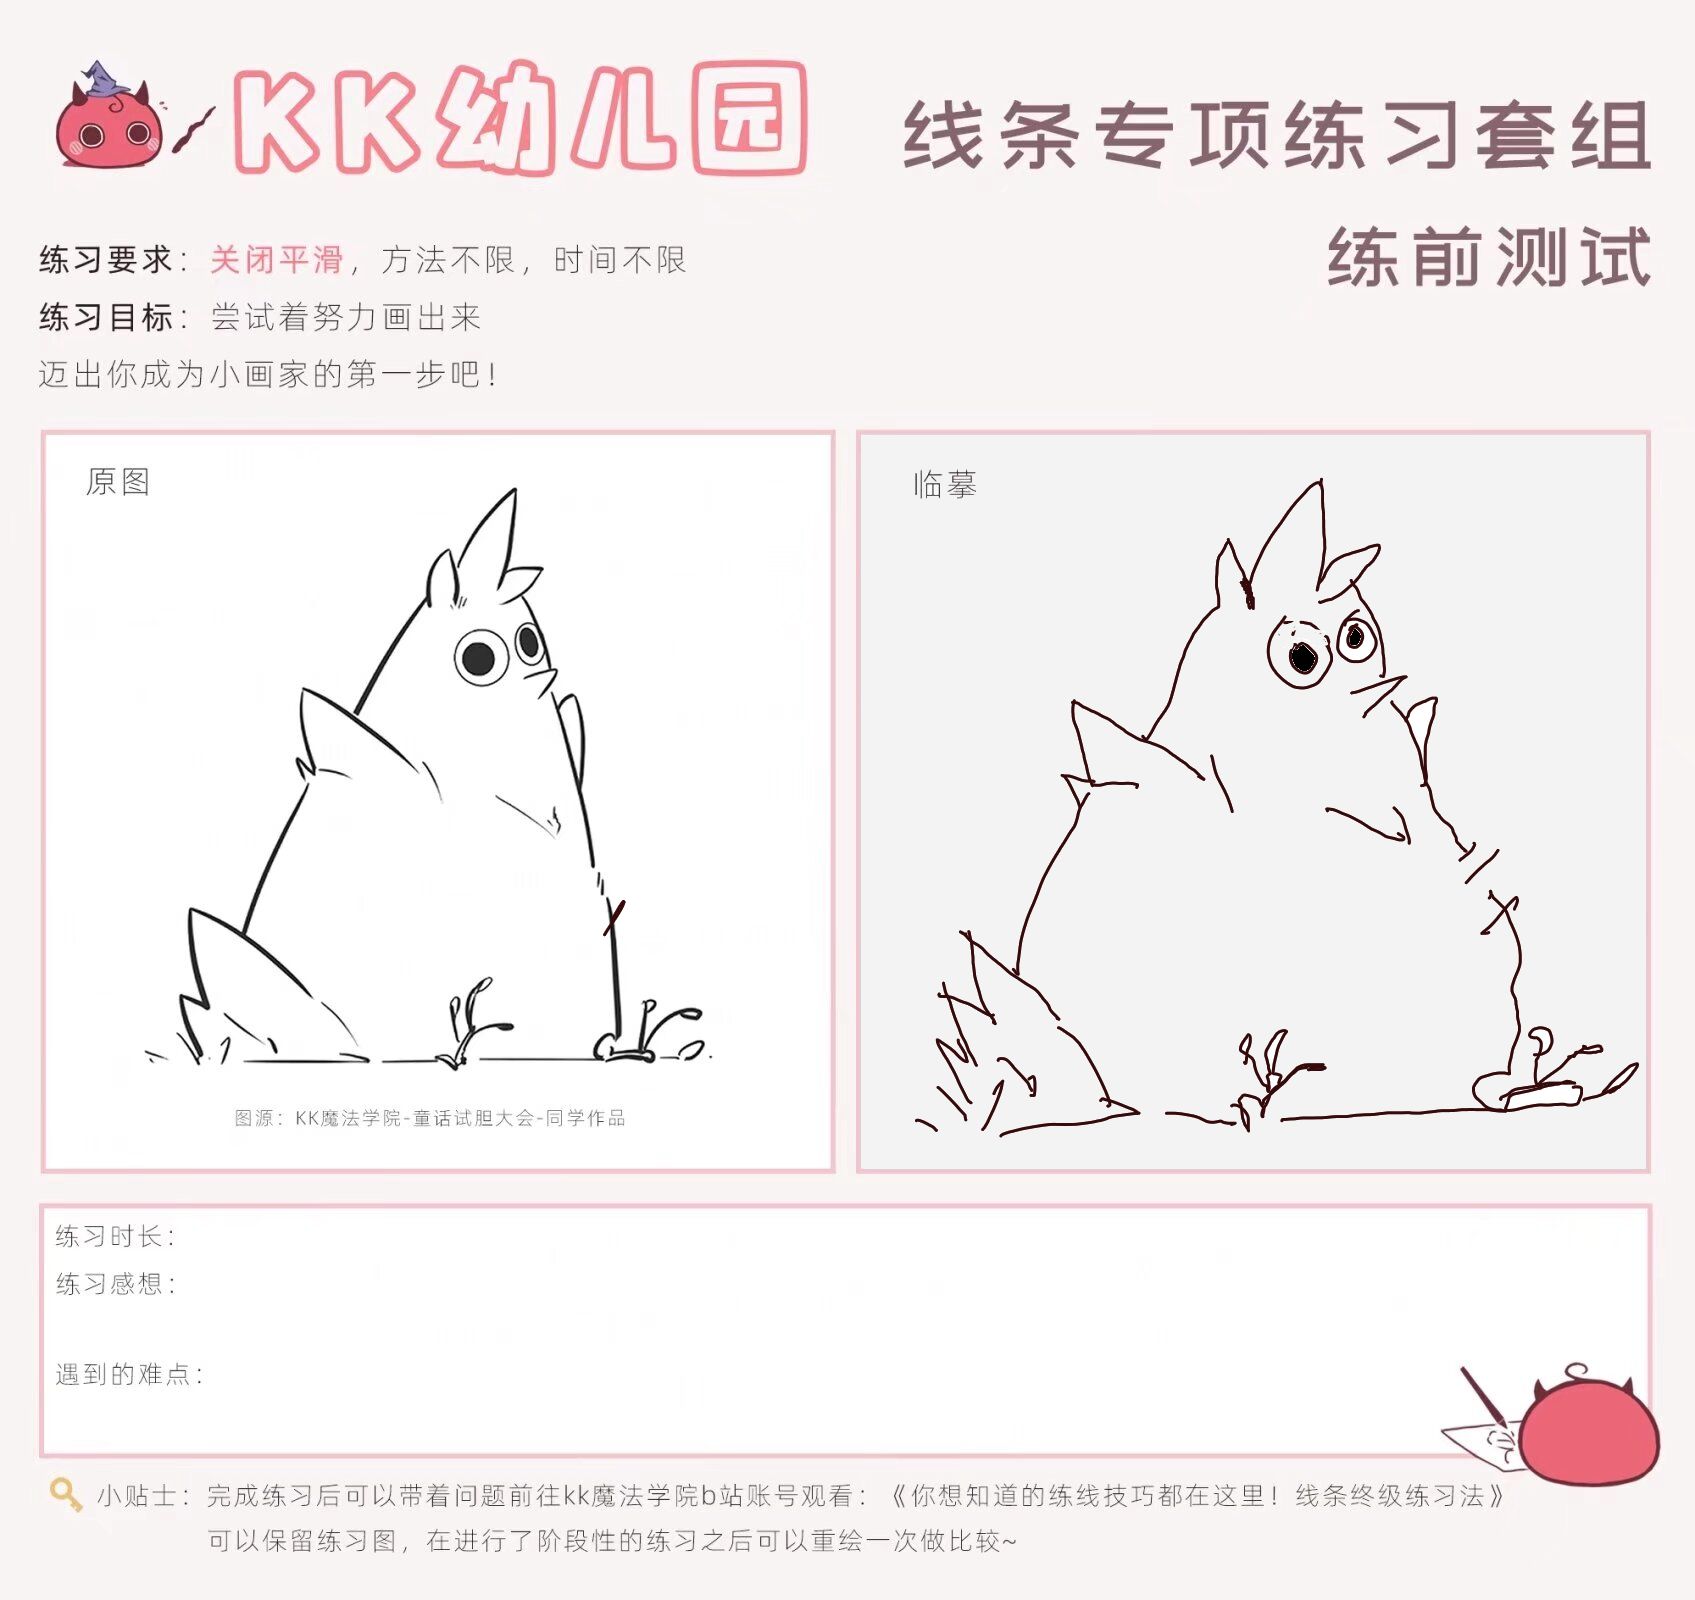 KK幼儿园
线条专项练习套组
练前测试
练习要求：关闭平滑，方法不限，时间不限
练习目标：尝试着努力画出来
迈出你成为小画家的第一步吧！
原图
临摹
图源：KK魔法学院-童话试胆大会-同学作品
练习时长：
练习感想：
遇到的难点：
小贴士：完成练习后可以带着问题前往kk魔法学院b站账号观看：《你想知道的练线技巧都在这里！线条终级练习法》
可以保留练习图，在进行了阶段性的练习之后可以重绘一次做比较~